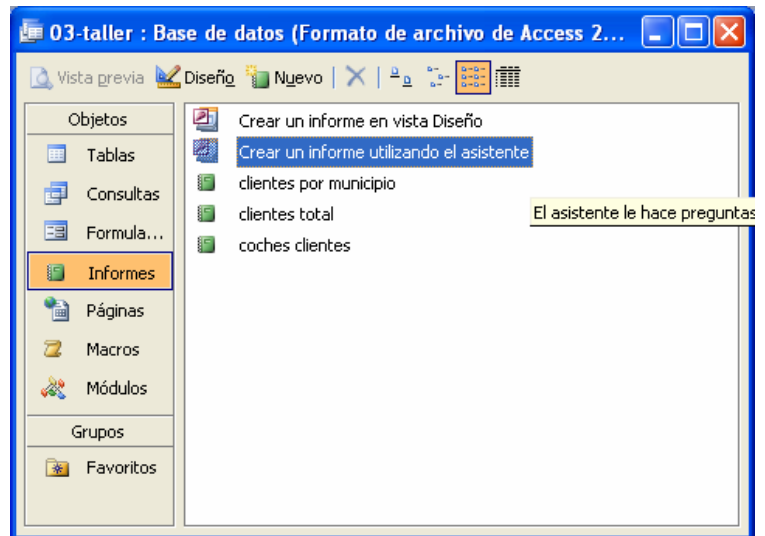 03-taller : Base de datos (Formato de archivo de Access 2...
Vista previa Diseño Nuevo
Objetos
Tablas
Consultas
Formula...
Informes
Páginas
Macros
Módulos
Grupos
Favoritos
Crear un informe en vista Diseño
Crear un informe utilizando el asistente
clientes por municipio
clientes total
coches clientes
El asistente le hace preguntas